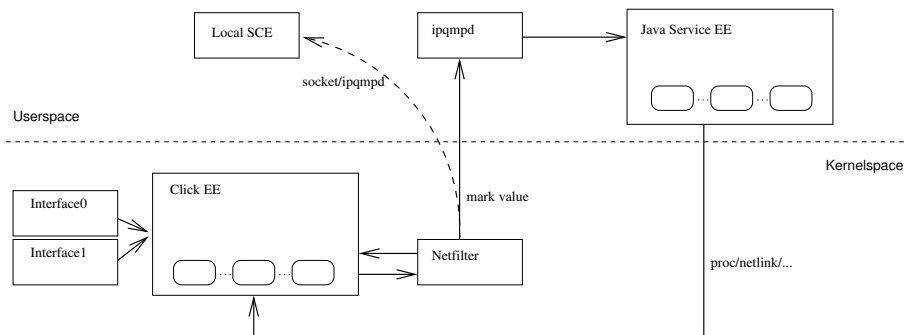 Local SCE
ipqmpd
Java Service EE
socket/ipqmpd
... ...
Userspace
Kernelspace
Click EE
mark value
Interface0
Interface1
Netfilter
... ...
proc/netlink/...